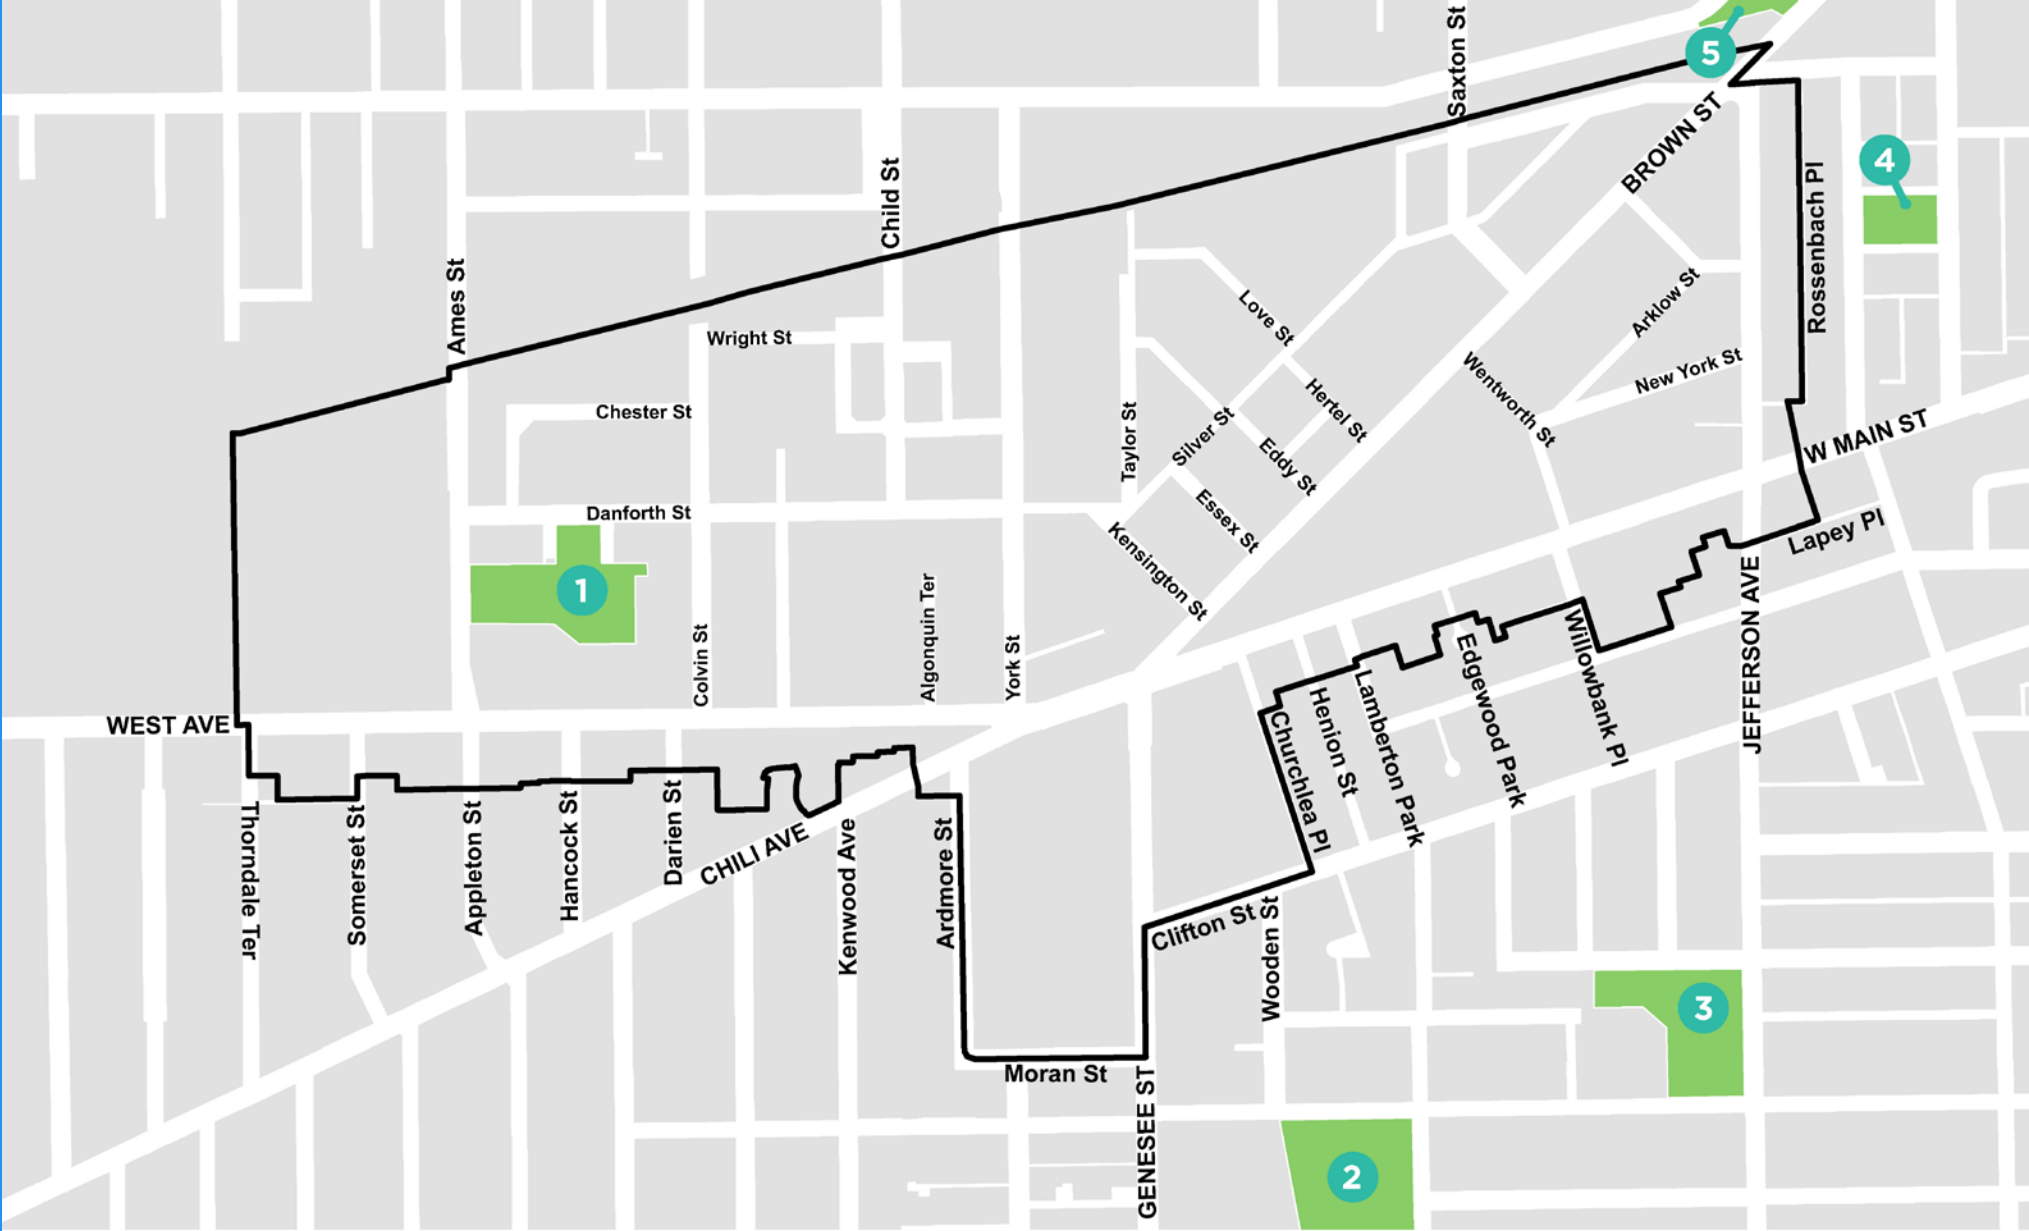 Saxton St
5
BROWN ST
4
Child St
Rossenbach Pl
Ames St
Wright St
Love St
Arklow St
New York St
Wentworth St
Hertel St
Chester St
Taylor St
Silver St
Eddy St
W MAIN ST
Danforth St
Essex St
Kensington St
Lapey Pl
1
Algonquin Ter
Colvin St
York St
JEFFERSON AVE
Willowbank Pl
Edgewood Park
Lamberton Park
Henion St
Churchlea Pl
WEST AVE
Thorndale Ter
Somerset St
Appleton St
Hancock St
Darien St
CHILI AVE
Kenwood Ave
Ardmore St
Clifton St
Wooden St
3
Moran St
GENESEE ST
2